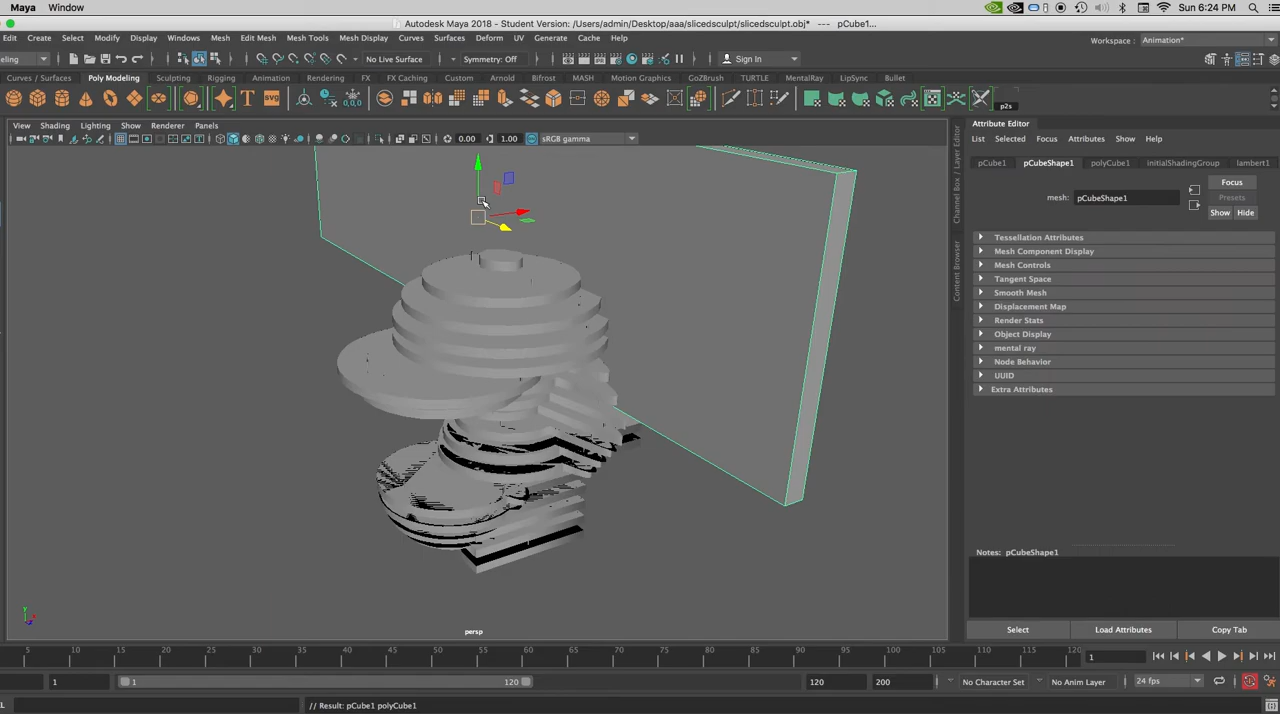 Maya Window
Sun 6:24 PM
Autodesk Maya 2018 - Student Version: /Users/admin/Desktop/aaa/slicedsculpt/slicedsculpt.obj* --- pCube1...
Edit Create Select Modify Display Windows Mesh Edit Mesh Mesh Tools Mesh Display Curves Surfaces Deform UV Generate Cache Help
Workspace : Animation*
eling No Live Surface Symmetry: Off Sign In
Curves / Surfaces Poly Modeling Sculpting Rigging Animation Rendering FX FX Caching Custom Arnold Bifrost MASH Motion Graphics GoZBrush TURTLE MentalRay LipSync Bullet
T SVG p2s
View Shading Lighting Show Renderer Panels
0.00 1.00 sRGB gamma
Attribute Editor
List Selected Focus Attributes Show Help
pCube1 pCubeShape1 polyCube1 initialShadingGroup lambert1
Focus
Presets
mesh: pCubeShape1
Show Hide
Channel Box / Layer Editor
Content Browser
Tessellation Attributes
Mesh Component Display
Mesh Controls
Tangent Space
Smooth Mesh
Displacement Map
Render Stats
Object Display
mental ray
Node Behavior
UUID
Extra Attributes
Notes: pCubeShape1
Select Load Attributes Copy Tab
persp
5 10 15 20 25 30 35 40 45 50 55 60 65 70 75 80 85 90 95 100 105 110 115 120
1
1 1 120 120 200 No Character Set No Anim Layer 24 fps
// Result: pCube1 polyCube1